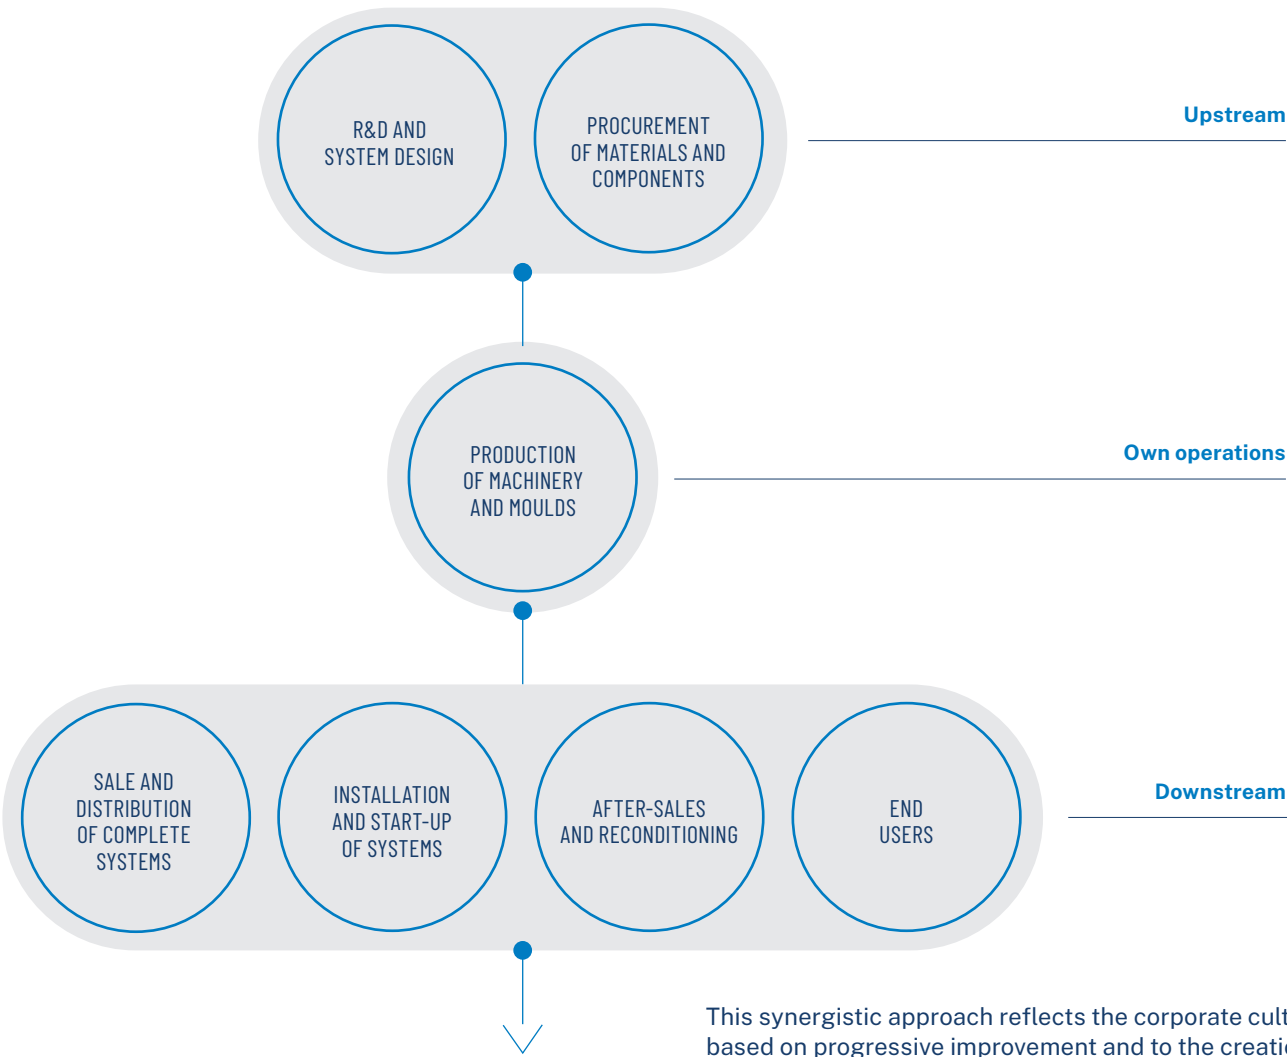 R&D AND
SYSTEM DESIGN
PROCUREMENT
OF MATERIALS AND
COMPONENTS
Upstream
PRODUCTION
OF MACHINERY
AND MOULDS
Own operations
SALE AND
DISTRIBUTION
OF COMPLETE
SYSTEMS
INSTALLATION
AND START-UP
OF SYSTEMS
AFTER-SALES
AND RECONDITIONING
END
USERS
Downstream
This synergistic approach reflects the corporate
based on progressive improvement and to the